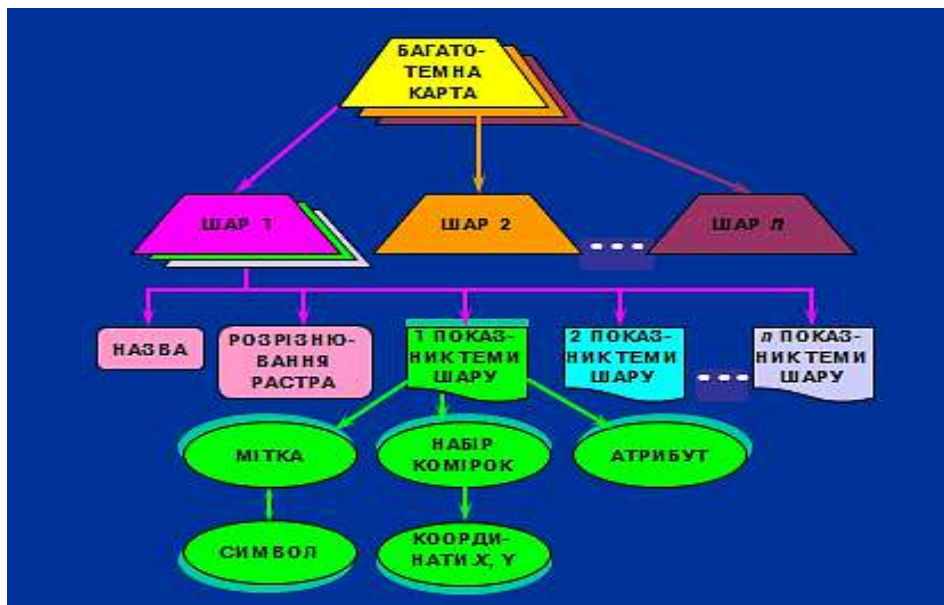 БАГАТО-
ТЕМНА
КАРТА
ШАР 1
ШАР 2
ШАР n
НАЗВА
РОЗРІЗНЮ-
ВАННЯ
РАСТРА
1 ПОКАЗ-
НИК ТЕМИ
ШАРУ
2 ПОКАЗ-
НИК ТЕМИ
ШАРУ
n ПОКАЗ-
НИК ТЕМИ
ШАРУ
МІТКА
НАБІР
КОМІРОК
АТРИБУТ
СИМВОЛ
КООРДИ-
НАТИ X, Y